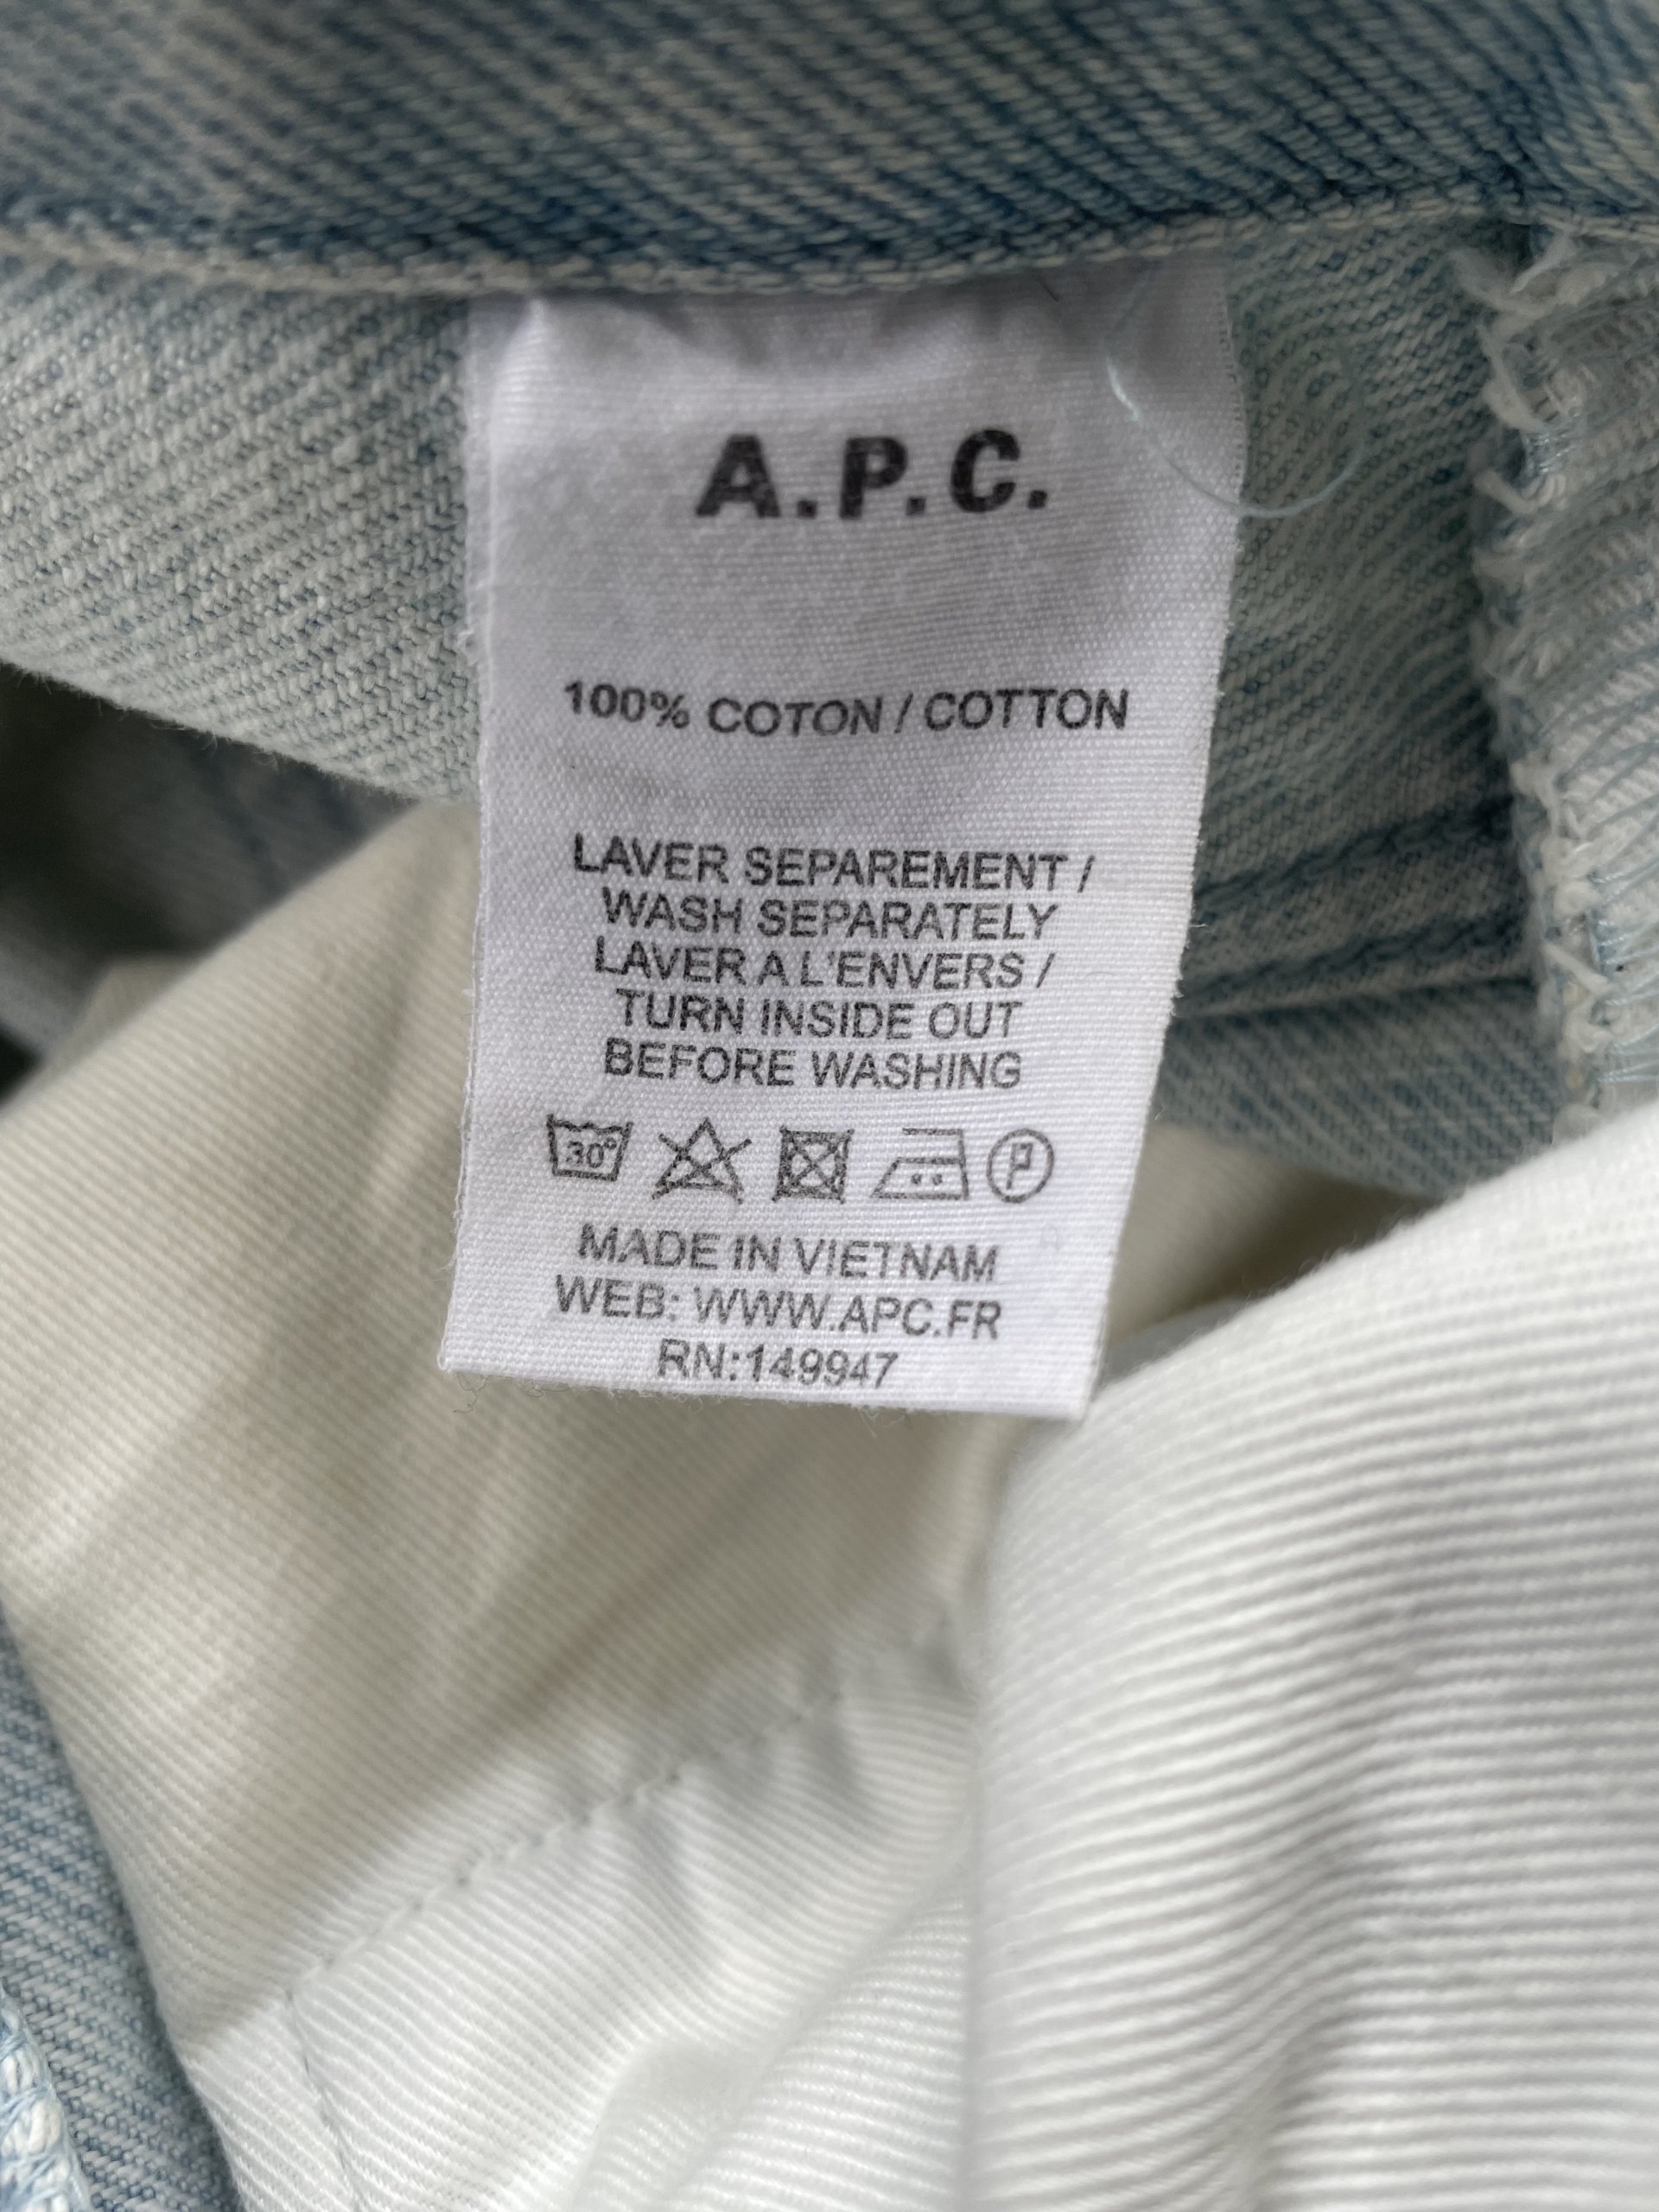 A.P.C.
100% COTON / COTTON
LAVER SEPAREMENT /
WASH SEPARATELY
LAVER A L'ENVERS /
TURN INSIDE OUT
BEFORE WASHING
30° P
MADE IN VIETNAM
WEB: WWW.APC.FR
RN:149947